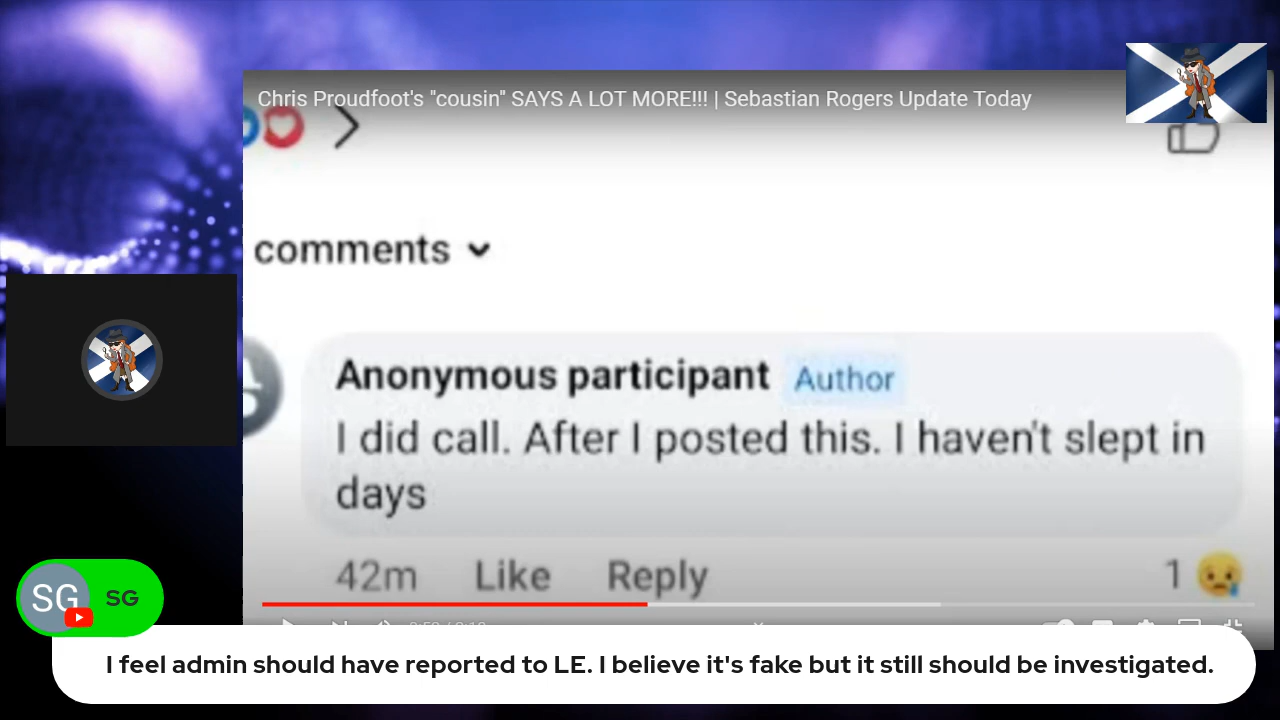 Chris Proudfoot's "cousin" SAYS A LOT MORE!!! | Sebastian Rogers Update Today
comments
Anonymous participant Author
I did call. After I posted this. I haven't slept in
days
42m Like Reply 1
SG SG
I feel admin should have reported to LE. I believe it's fake but it still should be investigated.